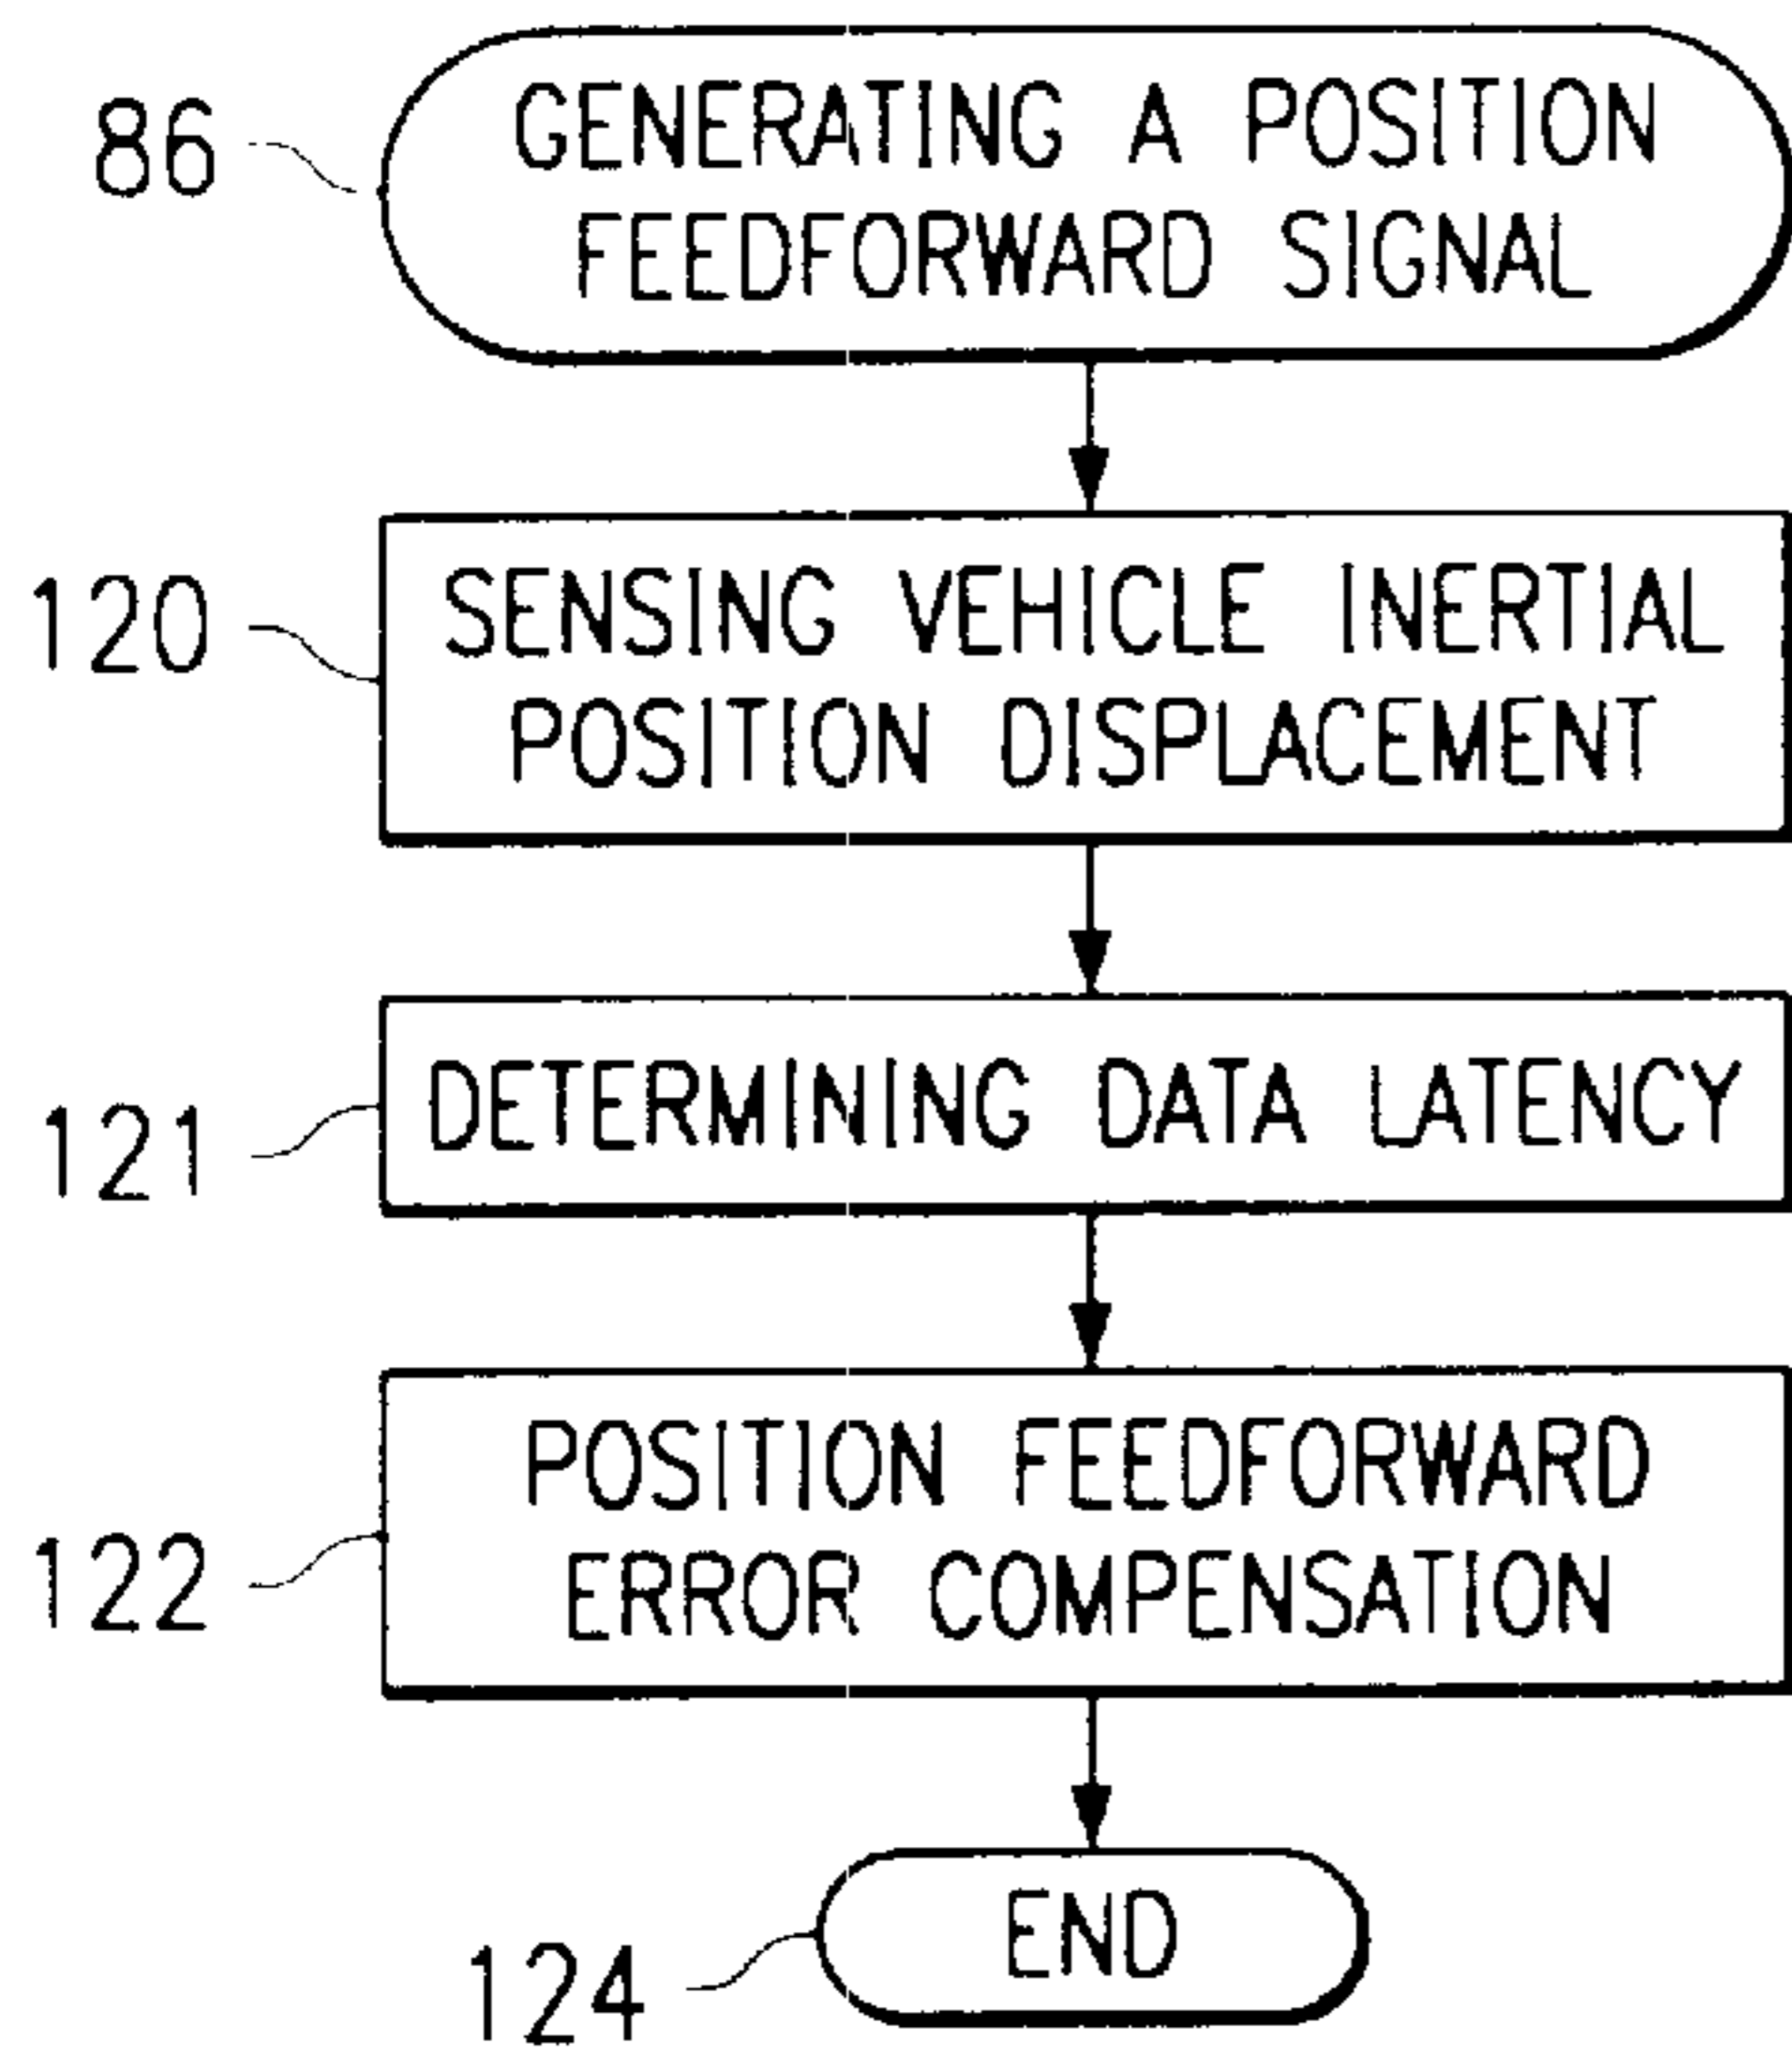 86
GENERATING A POSITION
FEEDFORWARD SIGNAL
120
SENSING VEHICLE INERTIAL
POSITION DISPLACEMENT
121
DETERMINING DATA LATENCY
122
POSITION FEEDFORWARD
ERROR COMPENSATION
124
END